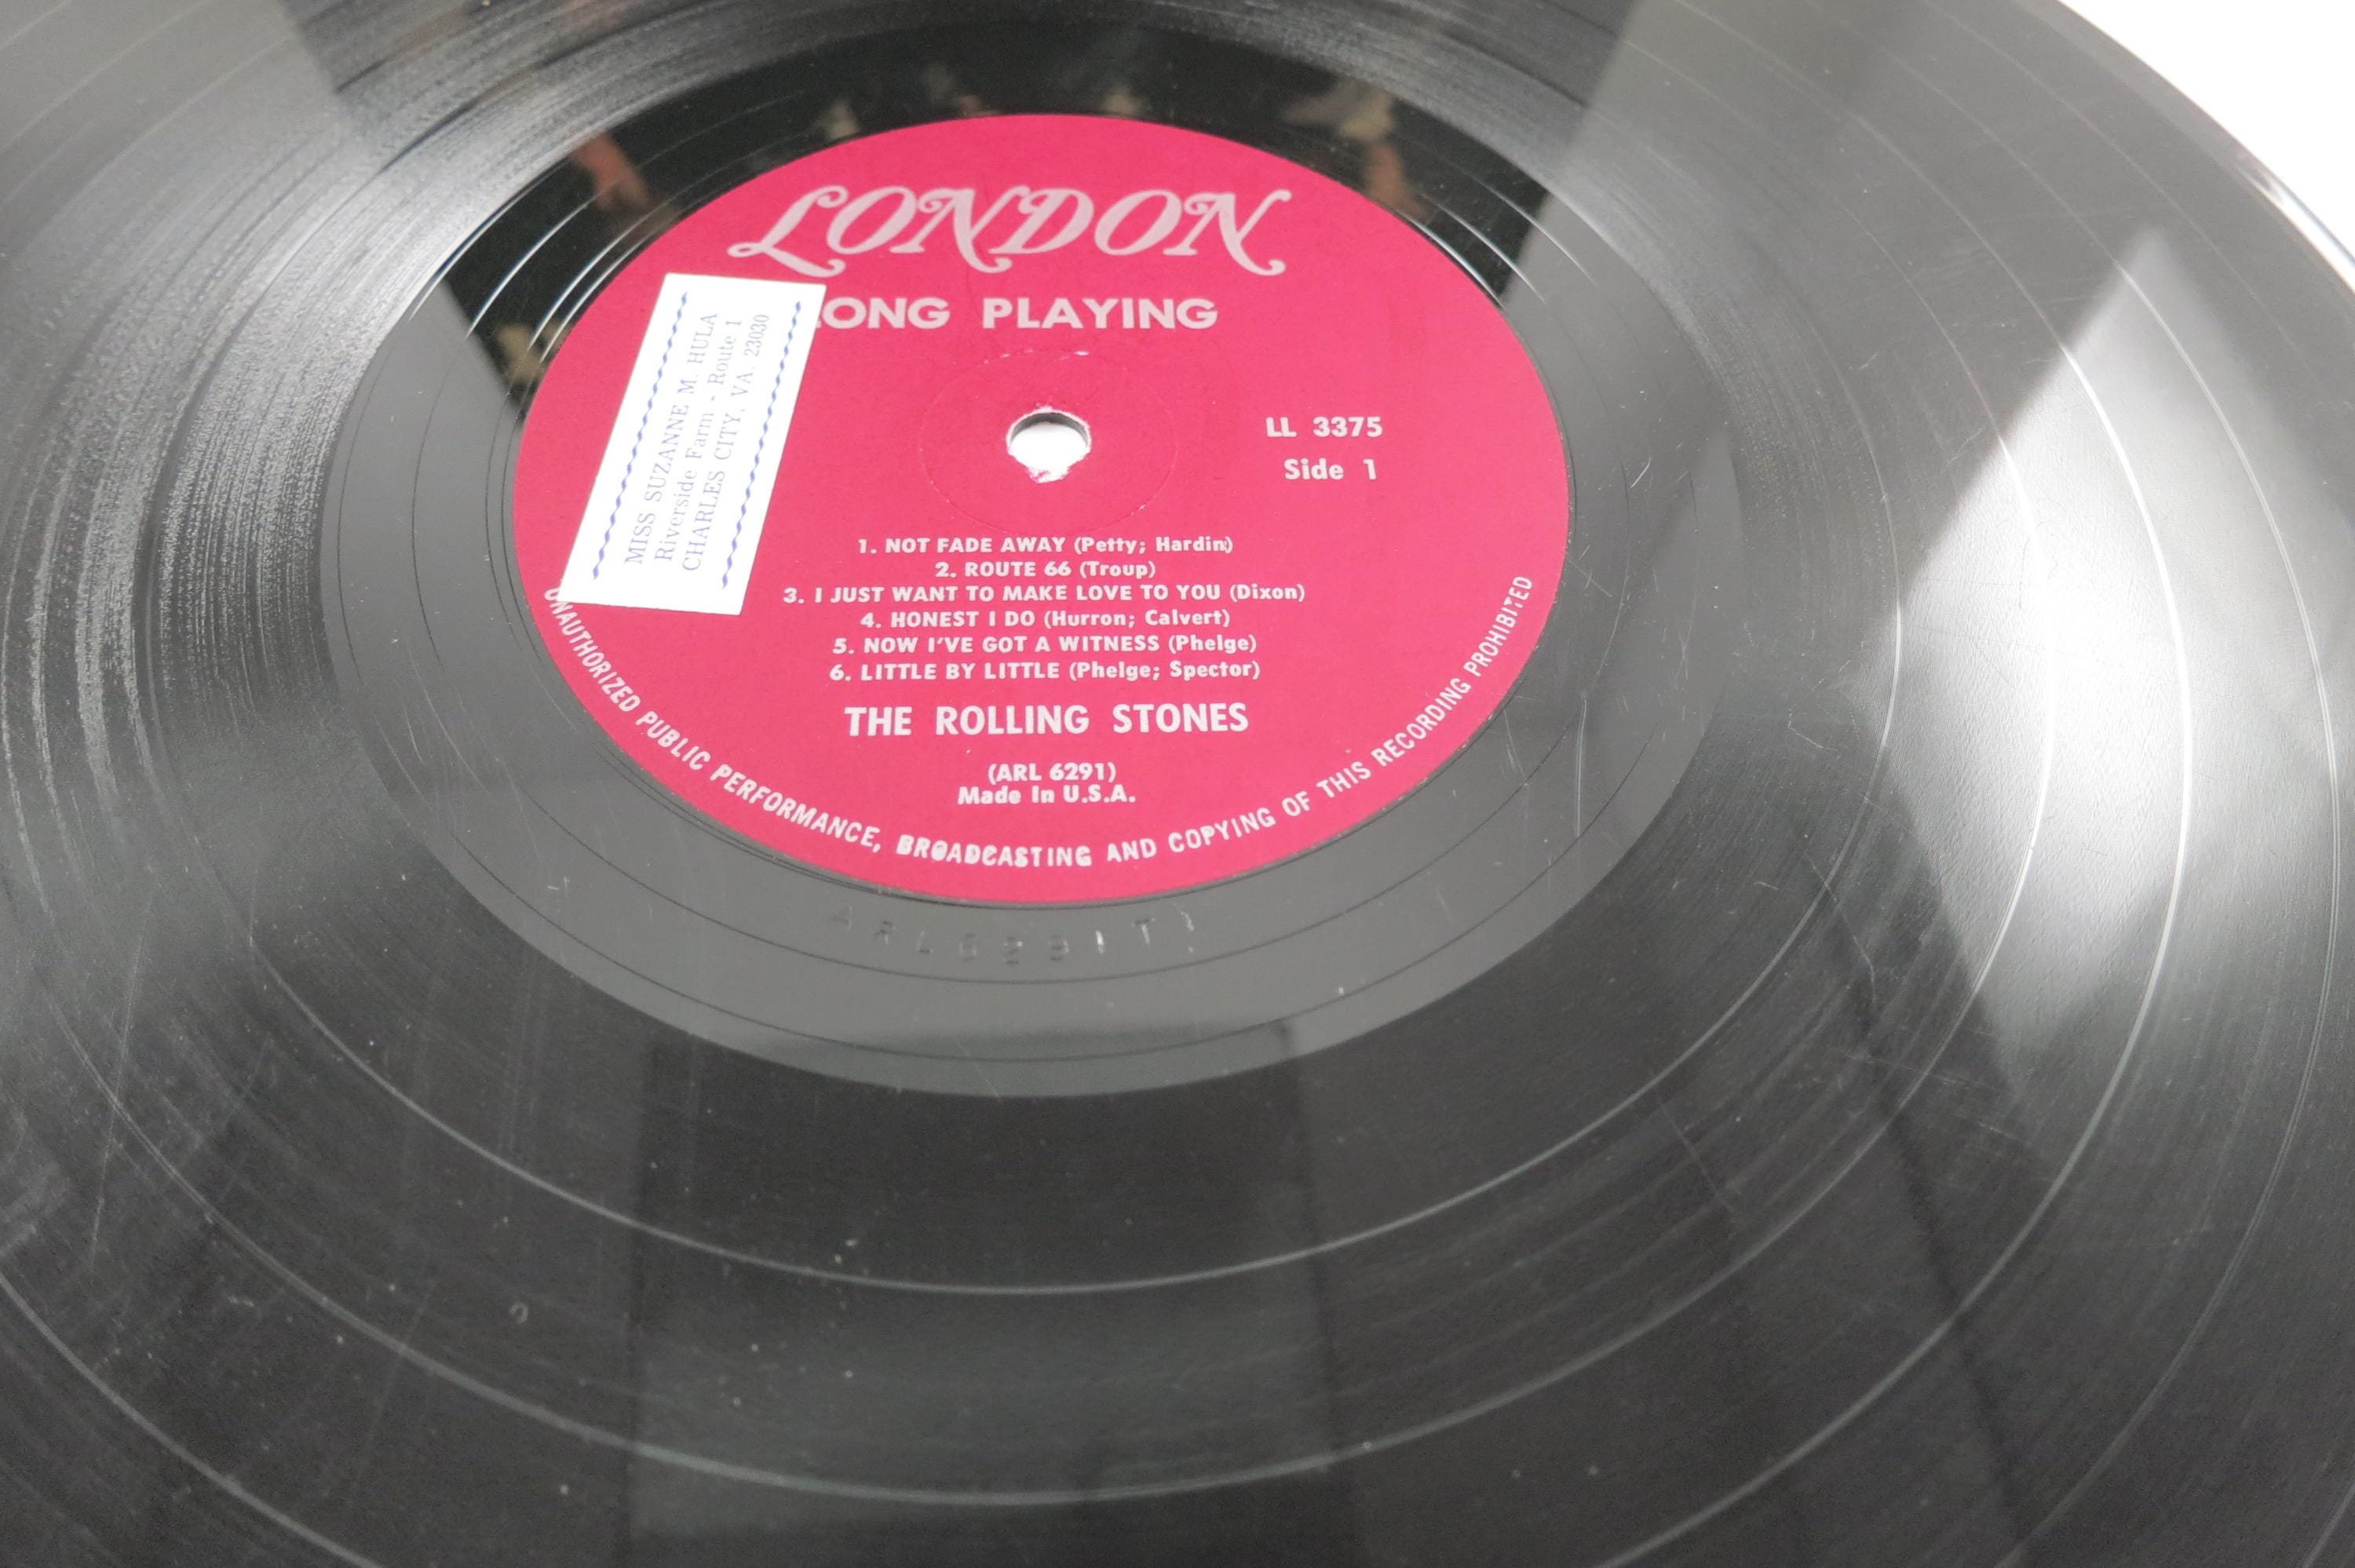 LONDON
LONG PLAYING
MISS SUZANNE M. HULA
Riverside Farm - Route 1
CHARLES CITY, VA. 23030
LL 3375
Side 1
1. NOT FADE AWAY (Petty; Hardin)
2. ROUTE 66 (Troup)
3. I JUST WANT TO MAKE LOVE TO YOU (Dixon)
4. HONEST I DO (Hurron; Calvert)
5. NOW I'VE GOT A WITNESS (Phelge)
6. LITTLE BY LITTLE (Phelge; Spector)
THE ROLLING STONES
(ARL 6291)
Made In U.S.A.
UNAUTHORIZED PUBLIC PERFORMANCE, BROADCASTING AND COPYING OF THIS RECORDING PROHIBITED
ARL6291T